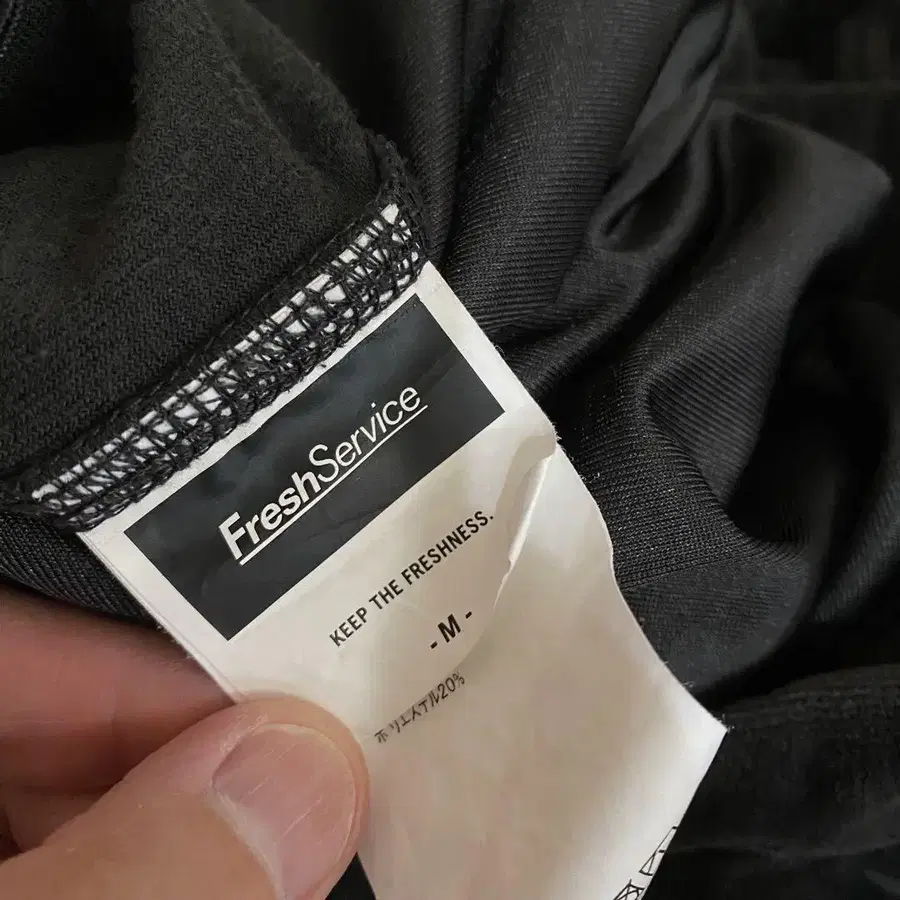 FreshService
KEEP THE FRESHNESS.
- M -
ポリエステル20%